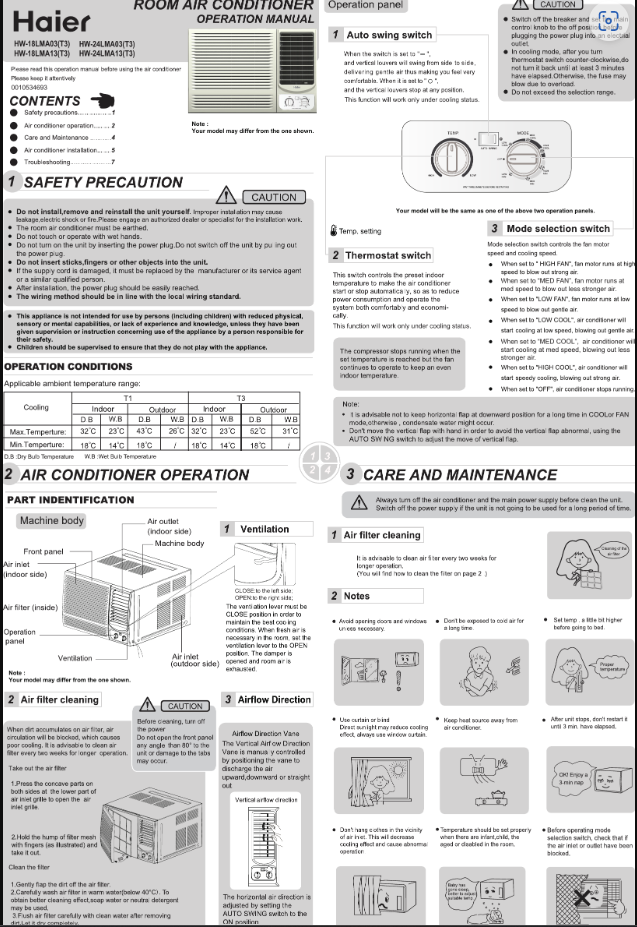 Haier
ROOM AIR CONDITIONER
OPERATION MANUAL
HW-18LMA03(T3) HW-24LMA03(T3)
HW-18LMA13(T3) HW-24LMA13(T3)
Please read this operation manual before using the air conditioner
Please keep it attentively
0010534693
CONTENTS
Safety precautions................1
Air conditioner operation........ 2
Care and Maintenance ..........4
Air conditioner installation...... 5
Troubleshooting...............7
Note :
Your model may differ from the one shown.
1 SAFETY PRECAUTION
CAUTION
Do not install,remove and reinstall the unit yourself. Improper installation may cause
leakage,electric shock or fire.Please engage an authorized dealer or specialist for the installation work.
The room air conditioner must be earthed.
Do not touch or operate with wet hands.
Do not turn on the unit by inserting the power plug.Do not switch off the unit by pulling out
the power plug.
Do not insert sticks,fingers or other objects into the unit.
If the supply cord is damaged, it must be replaced by the manufacturer or its service agent
or a similar qualified person.
After installation, the power plug should be easily reached.
The wiring method should be in line with the local wiring standard.
This appliance is not intended for use by persons (including children) with reduced physical,
sensory or mental capabilities, or lack of experience and knowledge, unless they have been
given supervision or instruction concerning use of the appliance by a person responsible for
their safety.
Children should be supervised to ensure that they do not play with the appliance.
OPERATION CONDITIONS
Applicable ambient temperature range:
Cooling T1 T3
Indoor Outdoor Indoor Outdoor
D.B W.B D.B W.B D.B W.B D.B W.B
Max.Temperture: 32°C 23°C 43°C 26°C 32°C 23°C 52°C 31°C
Min.Temperture: 18°C 14°C 18°C / 18°C 14°C 18°C /
D.B :Dry Bulb Temperature W.B :Wet Bulb Temperature
2 AIR CONDITIONER OPERATION
PART INDENTIFICATION
Machine body
Air outlet
(indoor side)
Machine body
Front panel
Air inlet
(indoor side)
Air filter (inside)
Operation
panel
Ventilation
Air inlet
(outdoor side)
Note :
Your model may differ from the one shown.
1 Ventilation
CLOSE:to the left side;
OPEN:to the right side;
The ventilation lever must be
CLOSE position in order to
maintain the best cooling
conditions. When fresh air is
necessary in the room, set the
ventilation lever to the OPEN
position. The damper is
opened and room air is
exhausted.
2 Air filter cleaning
When dirt accumulates on air filter, air
circulation will be blocked, which causes
poor cooling. It is advisable to clean air
filter every two weeks for longer operation.
Take out the air filter
1.Press the concave parts on
both sides at the lower part of
air inlet grille to open the air
inlet grille.
2.Hold the hump of filter mesh
with fingers (as illustrated) and
take it out.
Clean the filter
1.Gently flap the dirt off the air filter.
2.Carefully wash air filter in warm water(below 40°C). To
obtain better cleaning effect,soap water or neutral detergent
may be used.
3.Flush air filter carefully with clean water after removing
dirt.Let it dry completely.
CAUTION
Before cleaning, turn off
the power
Do not open the front panel
any angle than 80° to the
unit or damage to the tabs
may occur.
3 Airflow Direction
Airflow Direction Vane
The Vertical Airflow Direction
Vane is manualy controlled
by positioning the vane to
discharge the air
upward,downward or straight
out
Vertical airflow direction
The horizontal air direction is
adjusted by setting the
AUTO SWING switch to the
ON position.
Operation panel
1 Auto swing switch
When the switch is set to
and vertical louvers will swing from side to side,
delivering gentle air thus making you feel very
comfortable. When it is set to " O ",
and the vertical louvers stop at any position.
This function will work only under cooling status.
CAUTION
Switch off the breaker and set the main
control knob to the off position before
plugging the power plug into an electrial
outlet.
In cooling mode, after you turn
thermostat switch counter-clockwise,do
not turn it back until at least 3 minutes
have elapsed.Otherwise, the fuse may
blow due to overload.
Do not exceed the selection range.
TEMP
MODE
Your model will be the same as one of the above two operation panels.
Temp. setting
2 Thermostat switch
This switch controls the preset indoor
temperature to make the air conditioner
start or stop automatically, so as to reduce
power consumption and operate the
system both comfortably and economi-
cally.
This function will work only under cooling status.
The compressor stops running when the
set temperature is reached but the fan
continues to operate to keep an even
indoor temperature.
3 Mode selection switch
Mode selection switch controls the fan motor
speed and cooling speed.
When set to " HIGH FAN", fan motor runs at high
speed to blow out strong air.
When set to "MED FAN", fan motor runs at
med speed to blow out less stronger air.
When set to "LOW FAN", fan motor runs at low
speed to blow out gentle air.
When set to "LOW COOL", air conditioner will
start cooling at low speed, blowing out gentle air.
When set to "MED COOL", air conditioner will
start cooling at med speed, blowing out less
stronger air.
When set to "HIGH COOL", air conditioner will
start speedy cooling, blowing out strong air.
When set to "OFF", air conditioner stops running.
Note:
It is advisable not to keep horizontal flap at downward position for a long time in COOLor FAN
mode,otherwise , condensate water might occur.
Don't move the vertical flap with hand in order to avoid the vertical flap abnormal, using the
AUTO SWING switch to adjust the move of vertical flap.
1 3
2 4
3 CARE AND MAINTENANCE
Always turn off the air conditioner and the main power supply before clean the unit.
Switch off the power supply if the unit is not going to be used for a long period of time.
1 Air filter cleaning
It is advisable to clean air filter every two weeks for
longer operation.
(You will find how to clean the filter on page 2 .)
Cleaning of the
air filter
2 Notes
Avoid opening doors and windows
unless necessary.
Don't be exposed to cold air for
a long time.
Set temp . a little bit higher
before going to bed
Proper
temperature
Use curtain or blind
Direct sunlight may reduce cooling
effect, always use window curtain.
Keep heat source away from
air conditioner.
After unit stops, don't restart it
until 3 min. have elapsed.
OK! Enjoy a
3-min nap.
Don't hang clothes in the vicinity
of air inlet. This will decrease
cooling effect and cause abnormal
operation
Temperature should be set properly
when there are infant,child, the
aged or disabled in the room.
Before operating mode
selection switch, check that if
the air inlet or outlet have been
blocked.